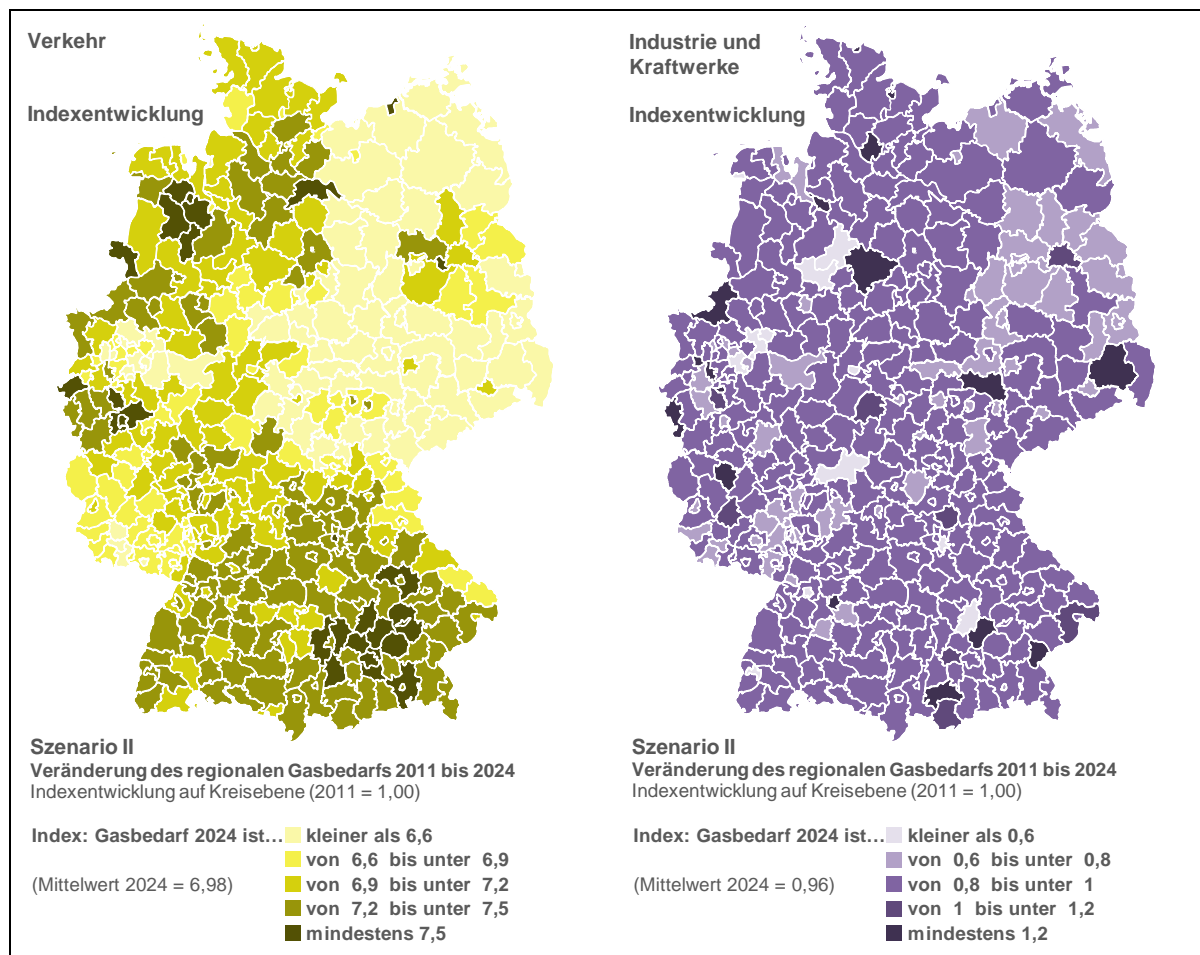 Verkehr
Indexentwicklung
Szenario II
Veränderung des regionalen Gasbedarfs 2011 bis 2024
Indexentwicklung auf Kreisebene (2011 = 1,00)
Index: Gasbedarf 2024 ist...
kleiner als 6,6
von 6,6 bis unter 6,9
(Mittelwert 2024 = 6,98)
von 6,9 bis unter 7,2
von 7,2 bis unter 7,5
mindestens 7,5
Industrie und
Kraftwerke
Indexentwicklung
Szenario II
Veränderung des regionalen Gasbedarfs 2011 bis 2024
Indexentwicklung auf Kreisebene (2011 = 1,00)
Index: Gasbedarf 2024 ist...
kleiner als 0,6
von 0,6 bis unter 0,8
(Mittelwert 2024 = 0,96)
von 0,8 bis unter 1
von 1 bis unter 1,2
mindestens 1,2